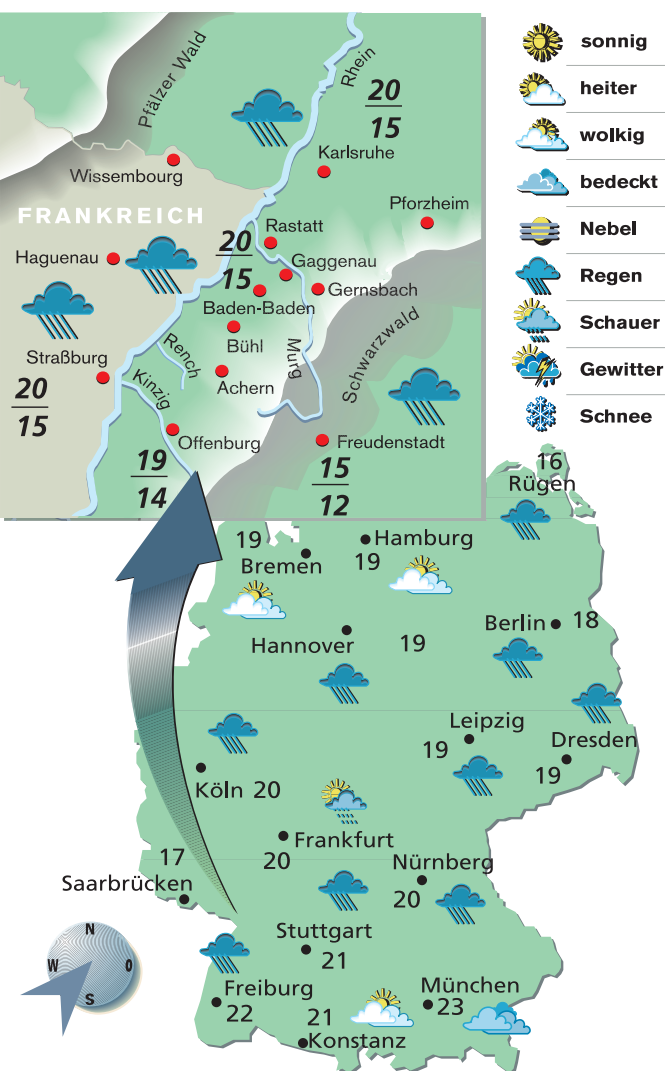 Pfälzer Wald
Rhein
20
15
Karlsruhe
Wissembourg
Pforzheim
FRANKREICH
Rastatt
20
15
Haguenau
Gaggenau
Gernsbach
Baden-Baden
Bühl
Rench
Murg
Schwarzwald
Straßburg
Kinzig
Achern
20
15
Offenburg
Freudenstadt
19
14
15
12
sonnig
heiter
wolkig
bedeckt
Nebel
Regen
Schauer
Gewitter
Schnee
16
Rügen
19
Bremen
Hamburg
19
Berlin 18
Hannover 19
Leipzig
19
Dresden
19
Köln 20
Frankfurt
20
17
Saarbrücken
Nürnberg
20
Stuttgart
21
N
W O
S
Freiburg
22
München
23
21
Konstanz